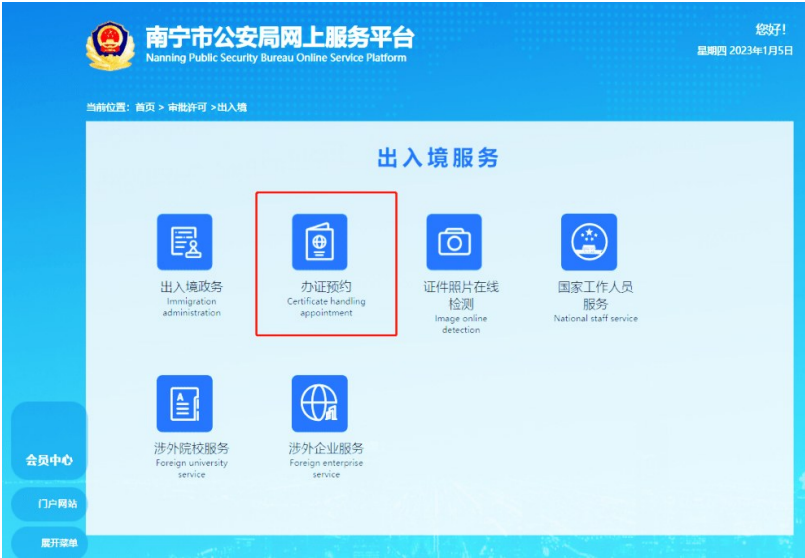 南宁市公安局网上服务平台
Nanning Public Security Bureau Online Service Platform
您好!
星期四 2023年1月5日
当前位置：首页 > 审批许可 >出入境
出入境服务
出入境政务
Immigration
administration
办证预约
Certificate handling
appointment
证件照片在线
检测
Image online
detection
国家工作人员
服务
National staff service
涉外院校服务
Foreign university
service
涉外企业服务
Foreign enterprise
service
会员中心
门户网站
展开菜单